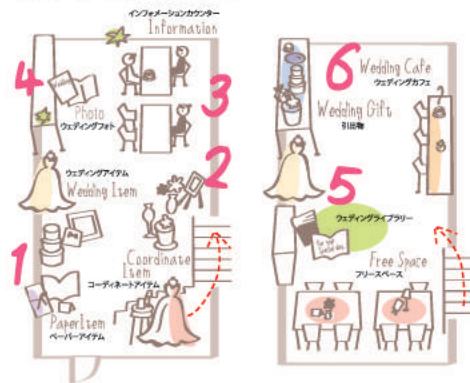 インフォメーションカウンター
Information
4
Photo
ウェディングフォト
3
ウェディングアイテム
Wedding Item
2
1
Coordinate
Item
コーディネートアイテム
PaperItem
ペーパーアイテム
6
Wedding Cafe
ウェディングカフェ
Wedding Gift
引出物
5
ウェディングライブラリー
Free Space
フリースペース